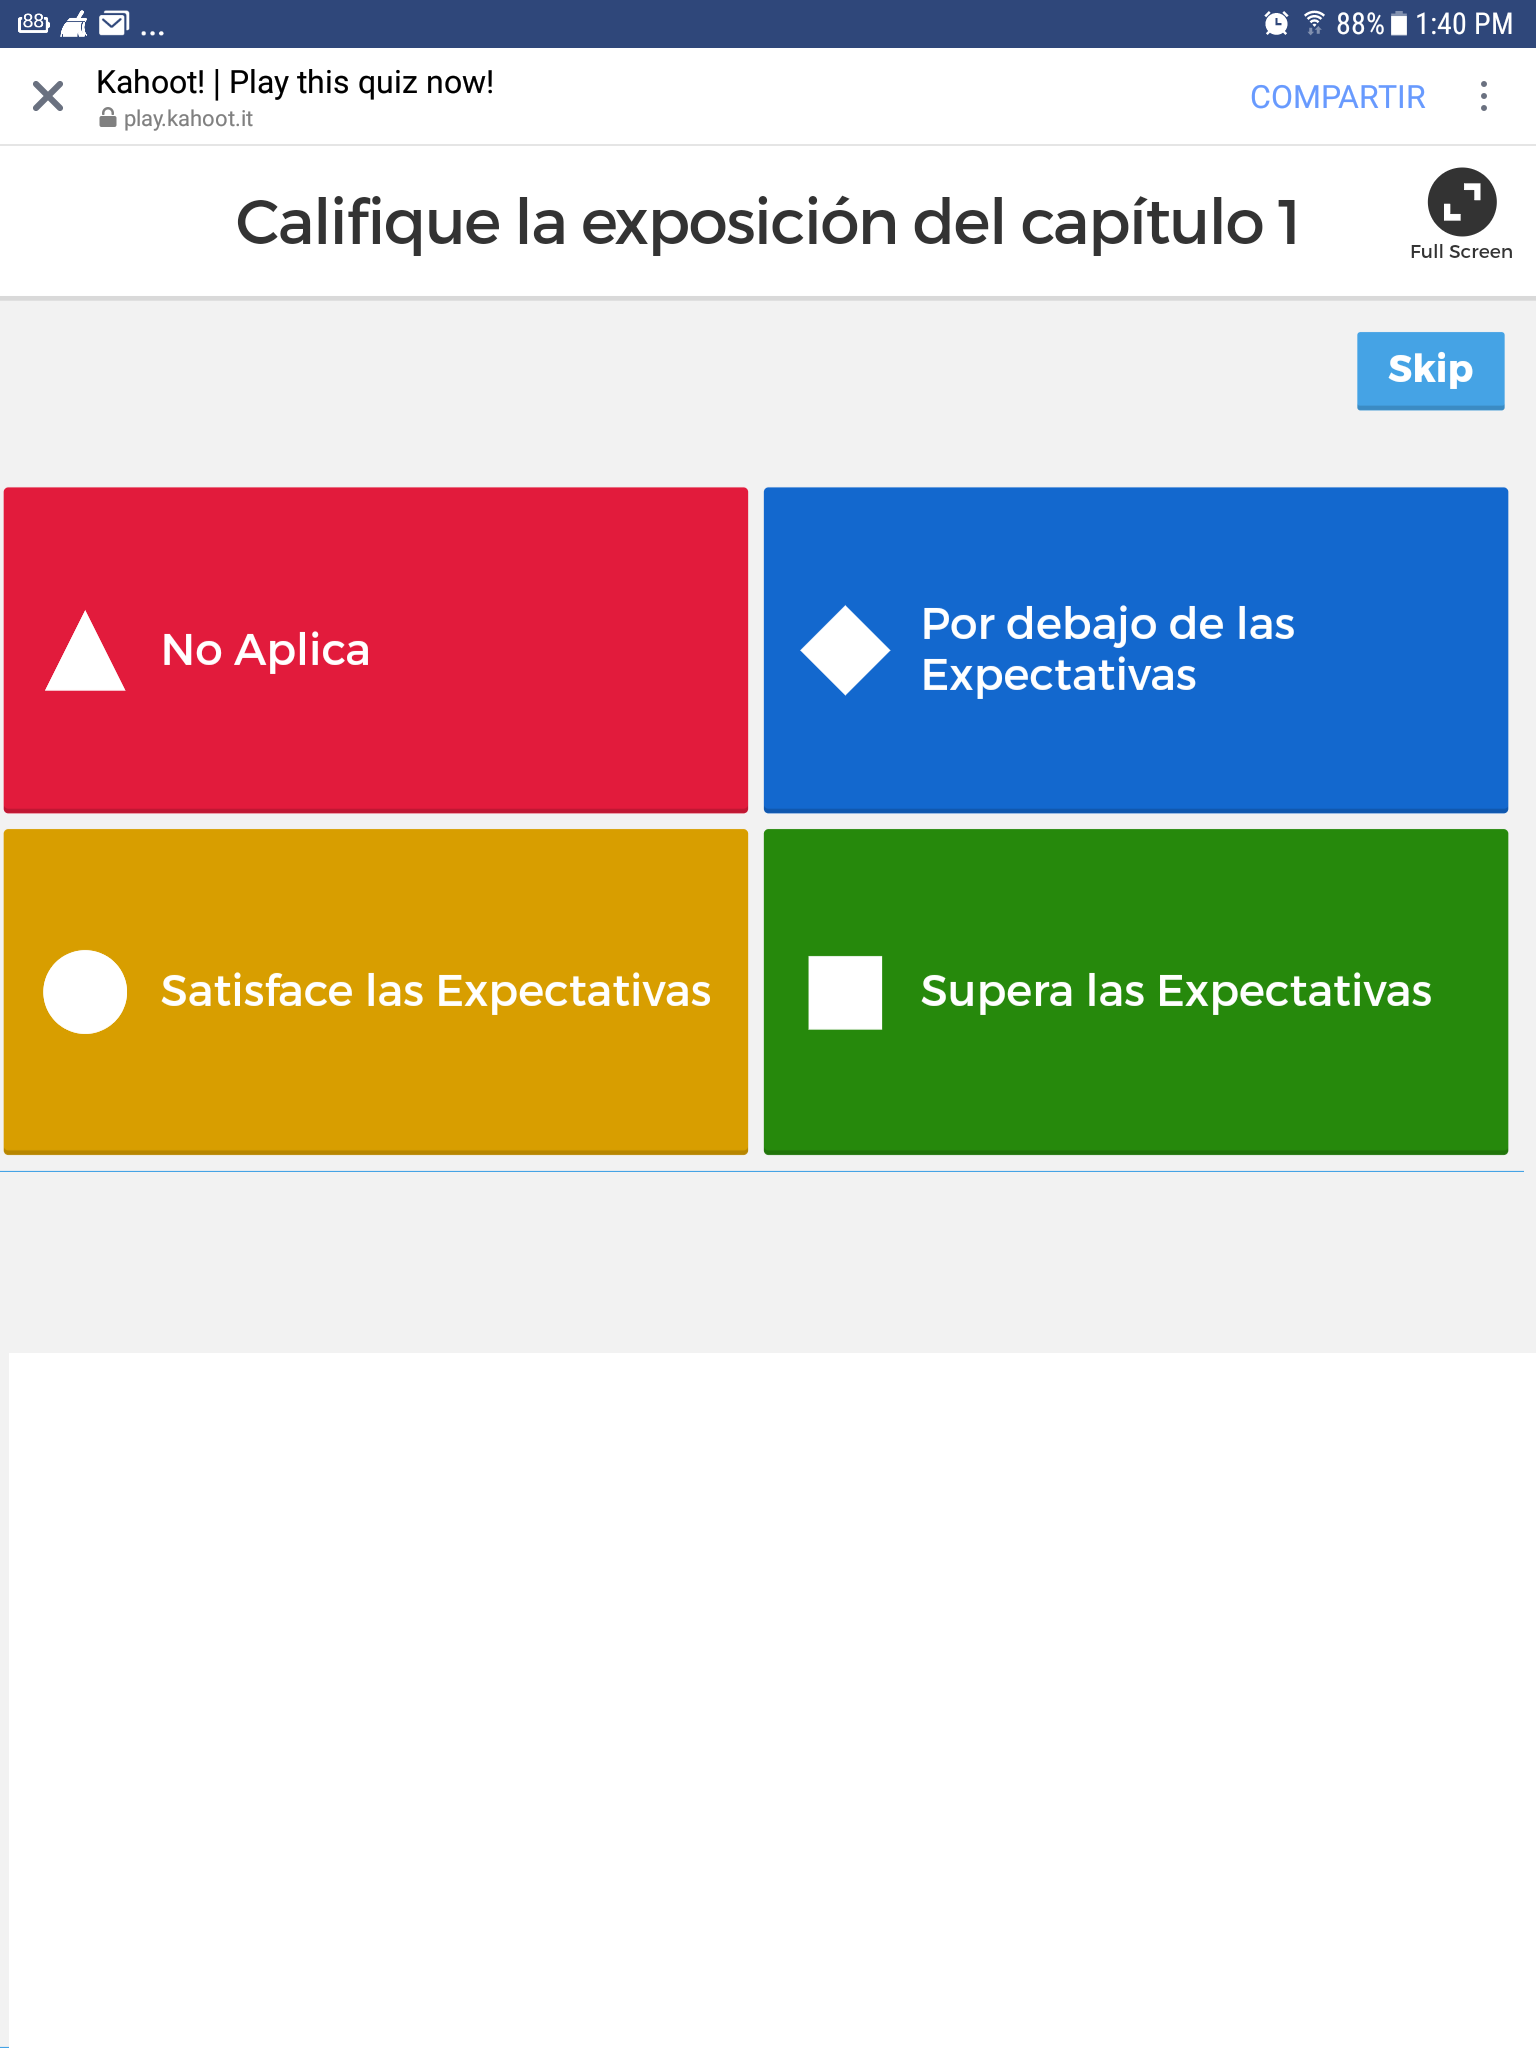 88
...
88% 1:40 PM
Kahoot! | Play this quiz now!
play.kahoot.it
COMPARTIR
Califique la exposición del capítulo 1
Full Screen
Skip
No Aplica
Por debajo de las
Expectativas
Satisface las Expectativas
Supera las Expectativas